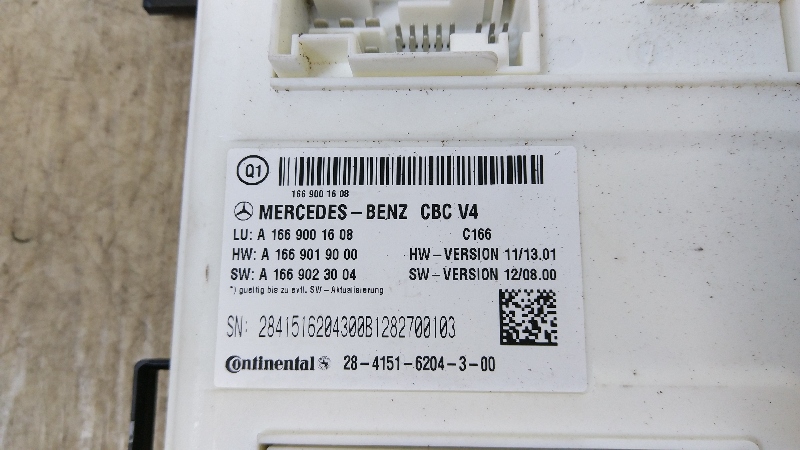 Q1
166 900 16 08
MERCEDES-BENZ CBC V4
LU: A 166 900 16 08 C166
HW: A 166 901 90 00 HW-VERSION 11/13.01
SW: A 166 902 30 04 SW-VERSION 12/08.00
*) gueltig bis zu evtl. SW-Aktualisierung
SN: 2841516204300B1282700103
Continental 28-4151-6204-3-00